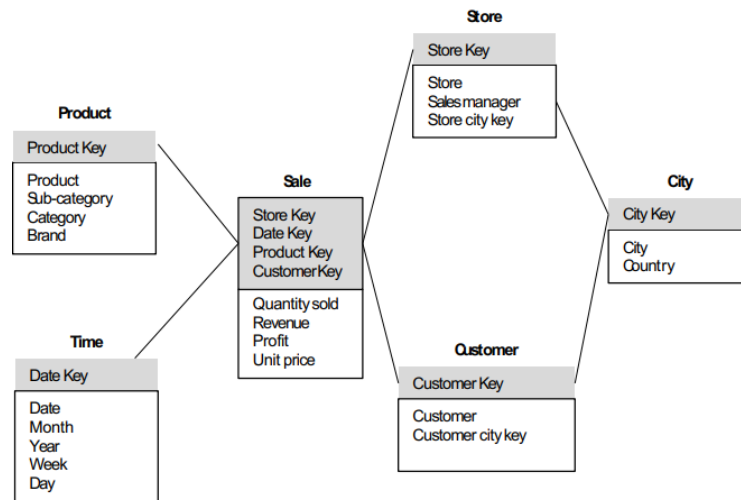 Store
Store Key
Store
Sales manager
Store city key
Product
Product Key
Product
Sub-category
Category
Brand
Sale
Store Key
Date Key
Product Key
Customer Key
Quantity sold
Revenue
Profit
Unit price
City
City Key
City
Country
Time
Date Key
Date
Month
Year
Week
Day
Customer
Customer Key
Customer
Customer city key